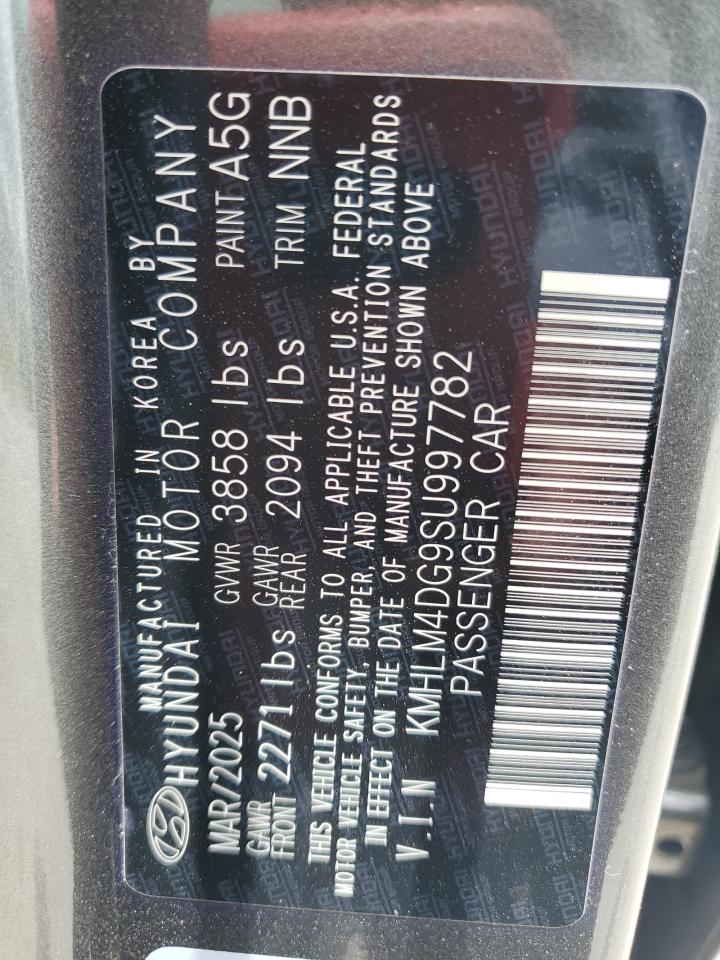 MANUFACTURED IN KOREA BY
HYUNDAI MOTOR COMPANY
MAR/2025 GVWR 3858 lbs PAINT A5G
GAWR FRONT 2271 lbs GAWR REAR 2094 lbs TRIM NNB
THIS VEHICLE CONFORMS TO ALL APPLICABLE U.S.A. FEDERAL
MOTOR VEHICLE SAFETY, BUMPER, AND THEFT PREVENTION STANDARDS
IN EFFECT ON THE DATE OF MANUFACTURE SHOWN ABOVE
V.I.N KMHLM4DG9SU997782
PASSENGER CAR